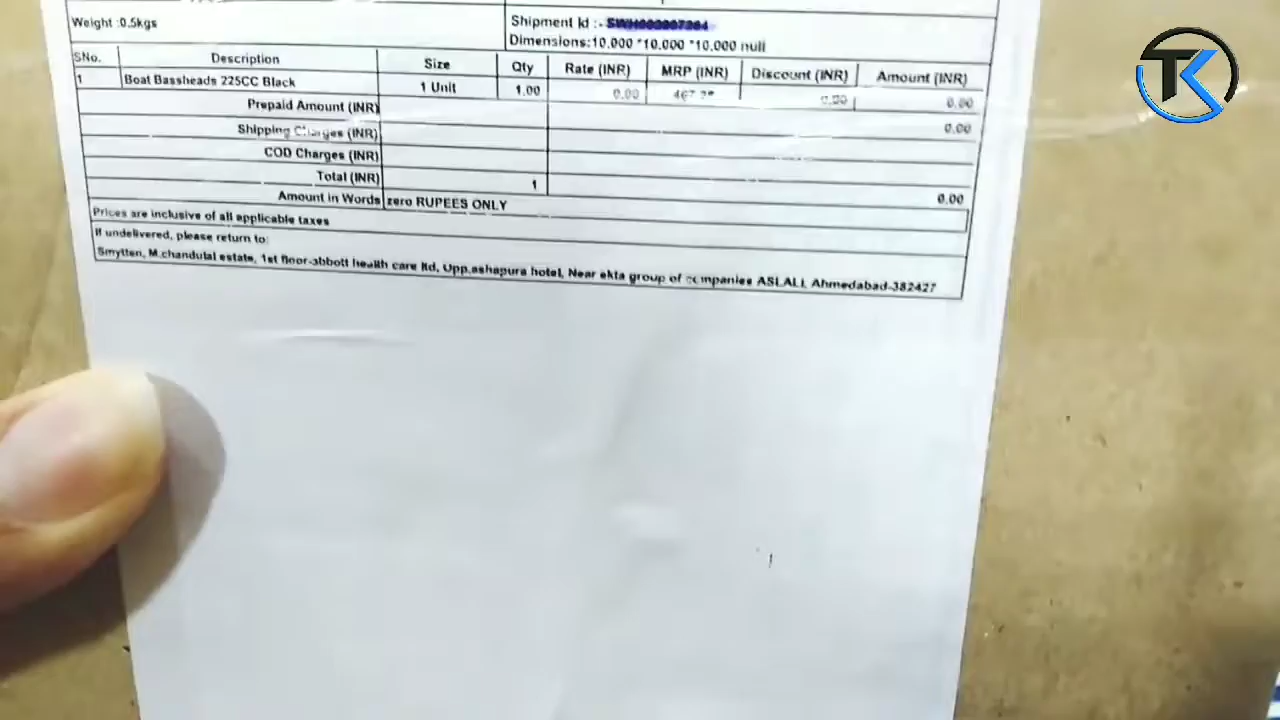 Weight :0.5kgs
Shipment Id :-
Dimensions:10.000 *10.000 *10.000 null
SNo. Description Size Qty Rate (INR) MRP (INR) Discount (INR) Amount (INR)
1 Boat Bassheads 225CC Black 1 Unit 1.00 0.00 0.00 0.00
Prepaid Amount (INR) 0.00
Shipping Charges (INR)
COD Charges (INR)
Total (INR) 1 0.00
Amount in Words zero RUPEES ONLY
Prices are inclusive of all applicable taxes
If undelivered, please return to:
Smytten, M.chandulal estate, 1st floor-abbott health care ltd, Upp.ashapura hotel, Near ekta group of companies ASLALI, Ahmedabad-382427
TK